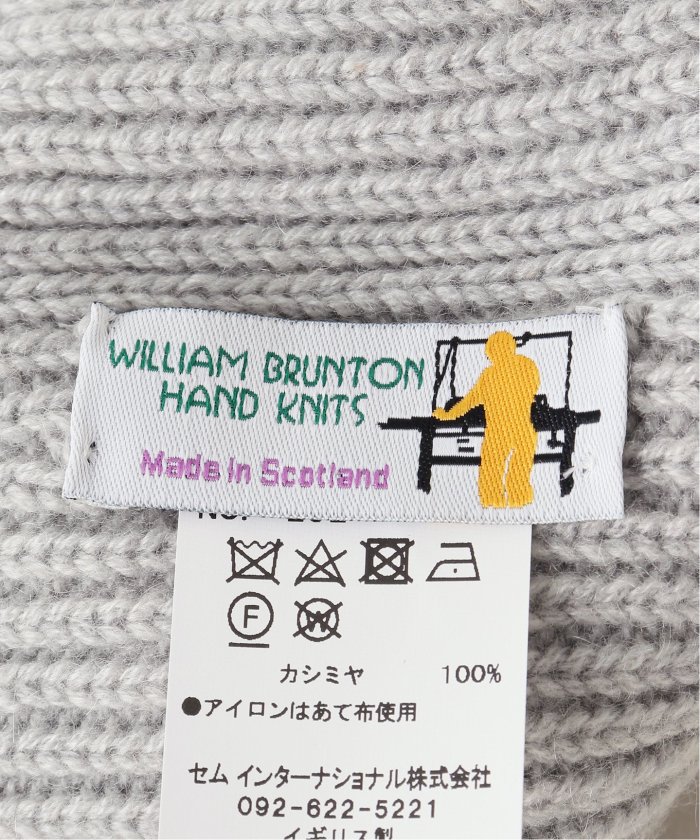 WILLIAM BRUNTON
HAND KNITS
Made in Scotland
F
W
カシミヤ 100%
●アイロンはあて布使用
セム インターナショナル株式会社
092-622-5221
イギリス製